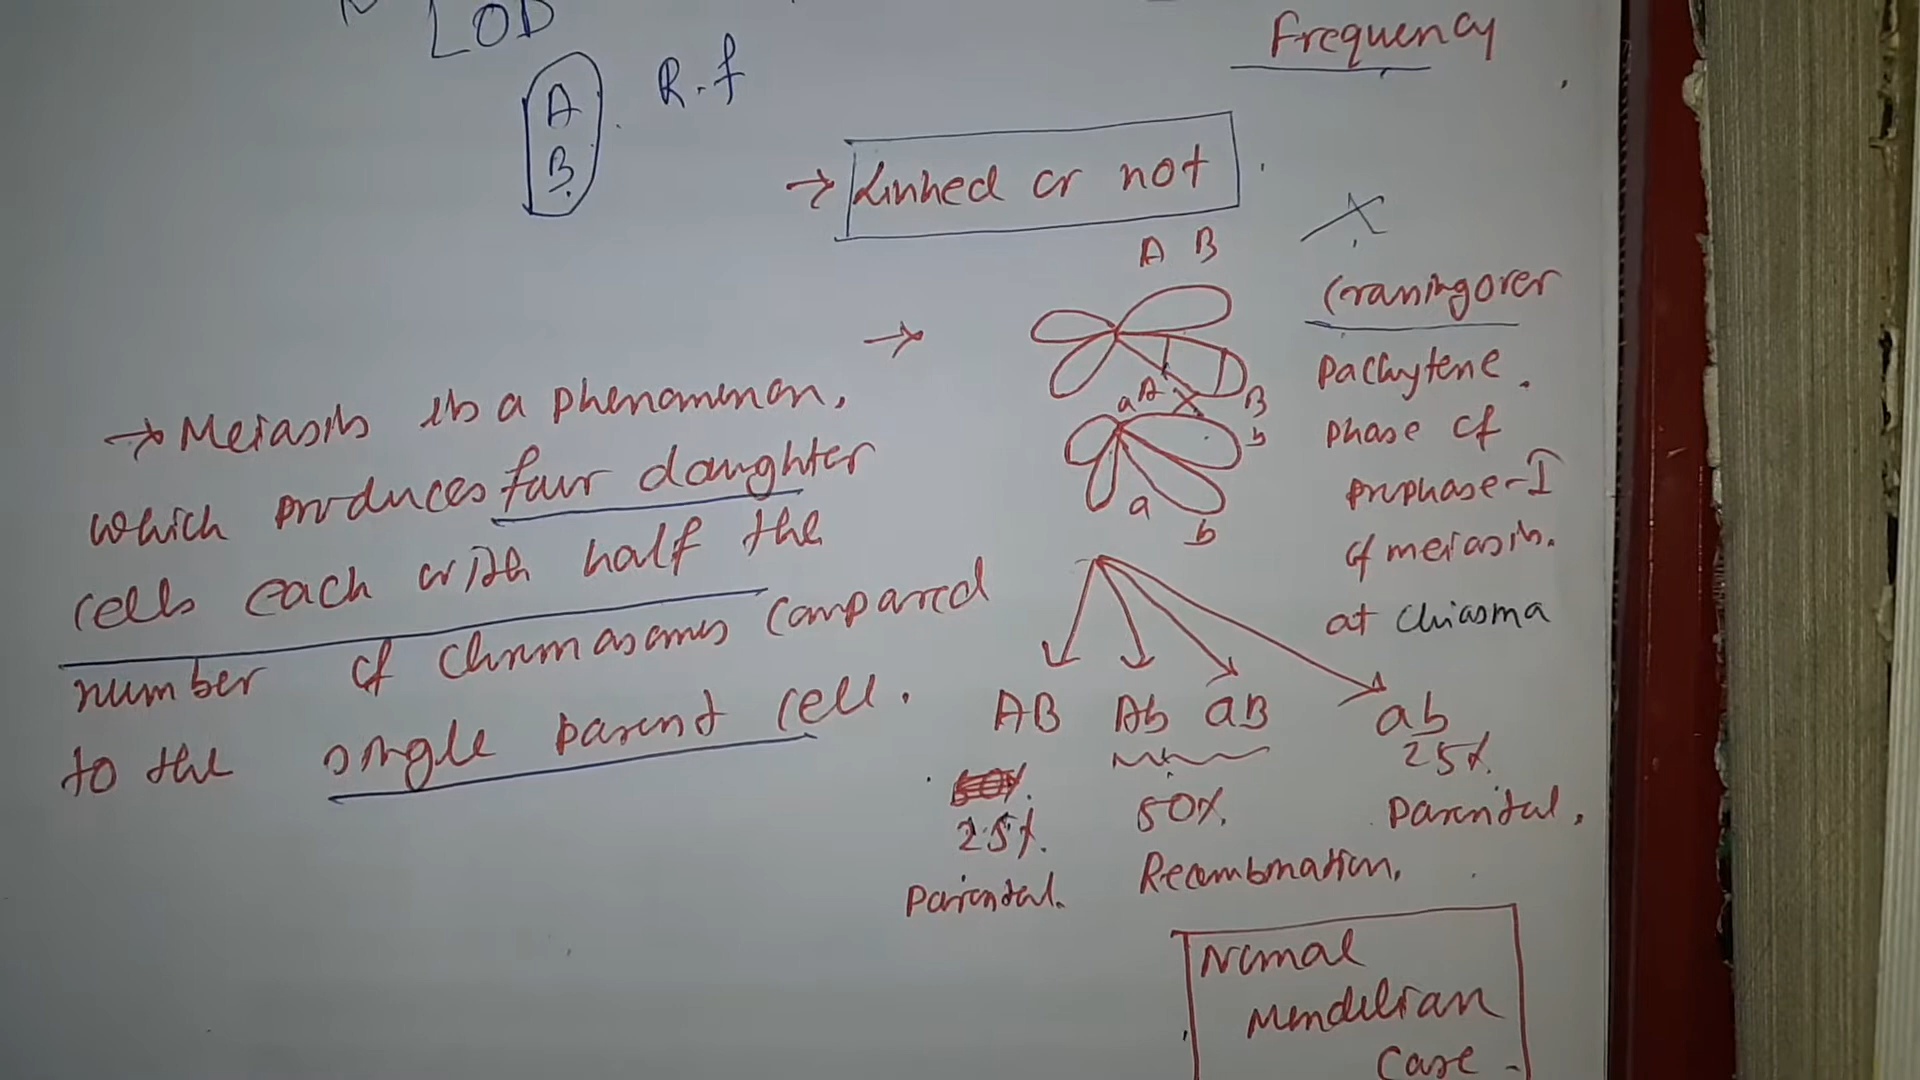 LOD
A
B
R.f
Frequency
→ Linked or not
A B
→ Meiosis is a phenomenon,
which produces four daughter
cells each with half the
number of chromosomes compared
to the single parent cell.
→
a A B
b
a
b
Crossingover
pachytene
phase of
prophase-I
of meiosis.
at chiasma
AB Ab aB ab
25%. 50%. 25%.
Parental. Recombination. Parental.
Normal
Mendelian
Case